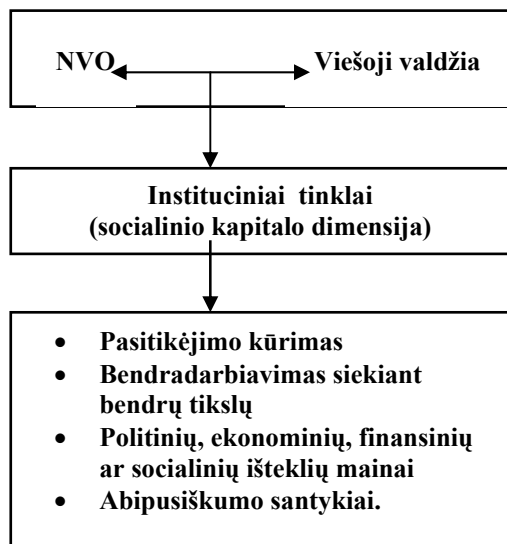 NVO Viešoji valdžia
Instituciniai tinklai
(socialinio kapitalo dimensija)
• Pasitikėjimo kūrimas
• Bendradarbiavimas siekiant
bendrų tikslų
• Politinių, ekonominių, finansinių
ar socialinių išteklių mainai
• Abipusiškumo santykiai.